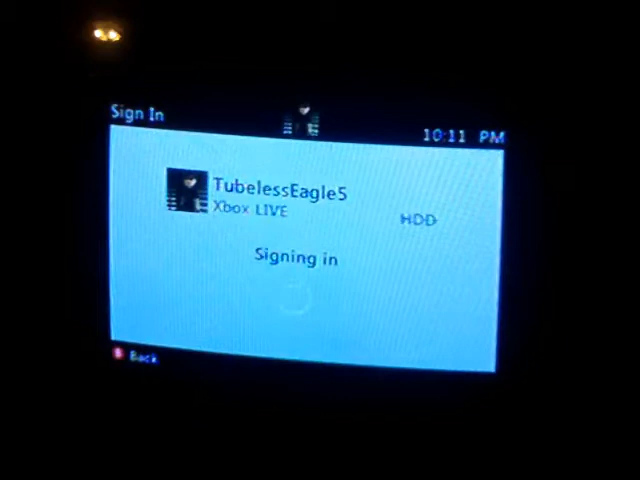 Sign In
10:11 PM
TubelessEagle5
Xbox LIVE
HDD
Signing in
B Back